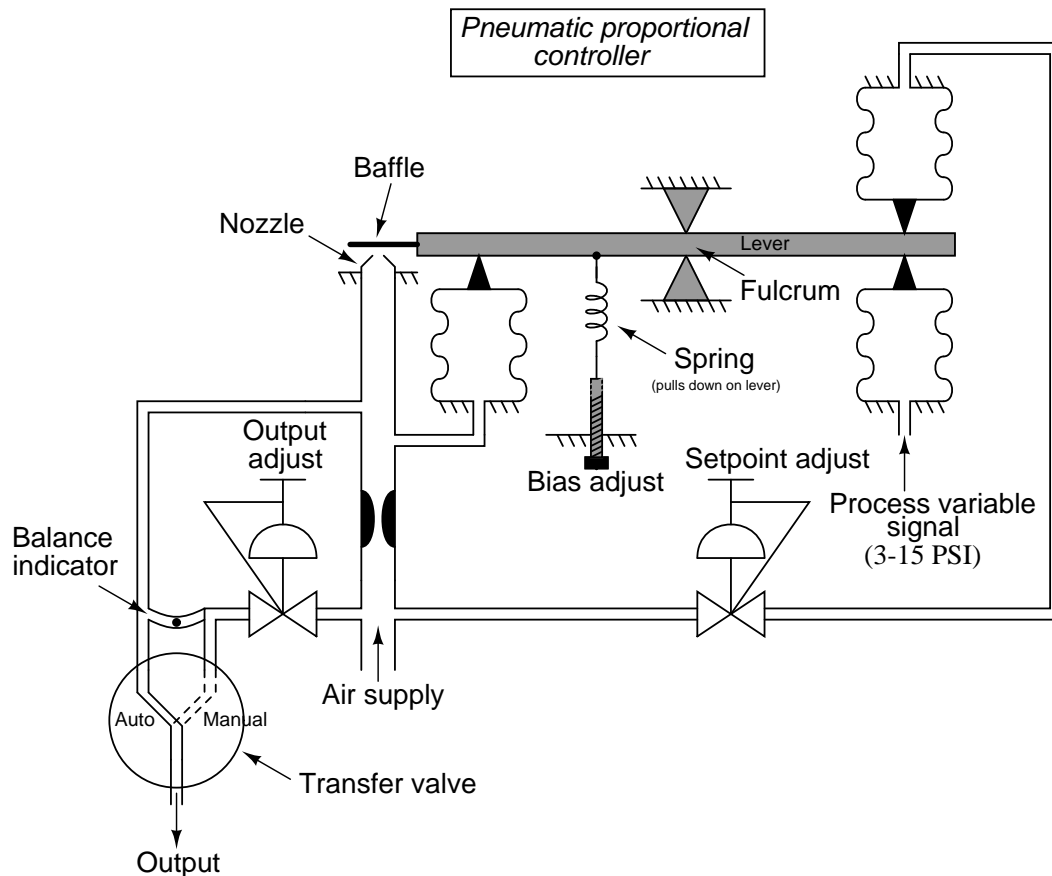 Pneumatic proportional
controller
Baffle
Nozzle
Lever
Fulcrum
Spring
(pulls down on lever)
Output
adjust
Bias adjust
Setpoint adjust
Process variable
signal
(3-15 PSI)
Balance
indicator
Air supply
Auto
Manual
Transfer valve
Output